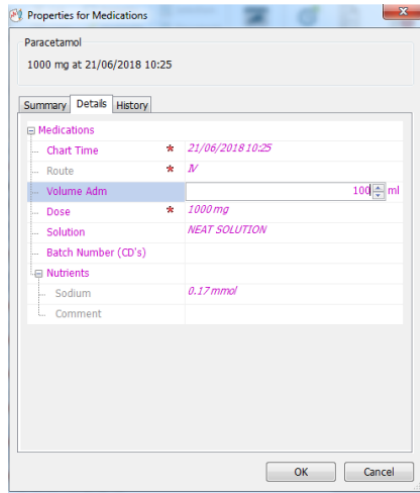 Properties for Medications
Paracetamol
1000 mg at 21/06/2018 10:25
Summary Details History
Medications
Chart Time * 21/06/2018 10:25
Route * IV
Volume Adm 100 ml
Dose * 1000 mg
Solution NEAT SOLUTION
Batch Number (CD's)
Nutrients
Sodium 0.17 mmol
Comment
OK Cancel